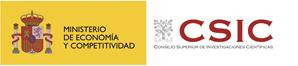 MINISTERIO
DE ECONOMÍA
Y COMPETITIVIDAD
CSIC
CONSEJO SUPERIOR DE INVESTIGACIONES CIENTÍFICAS